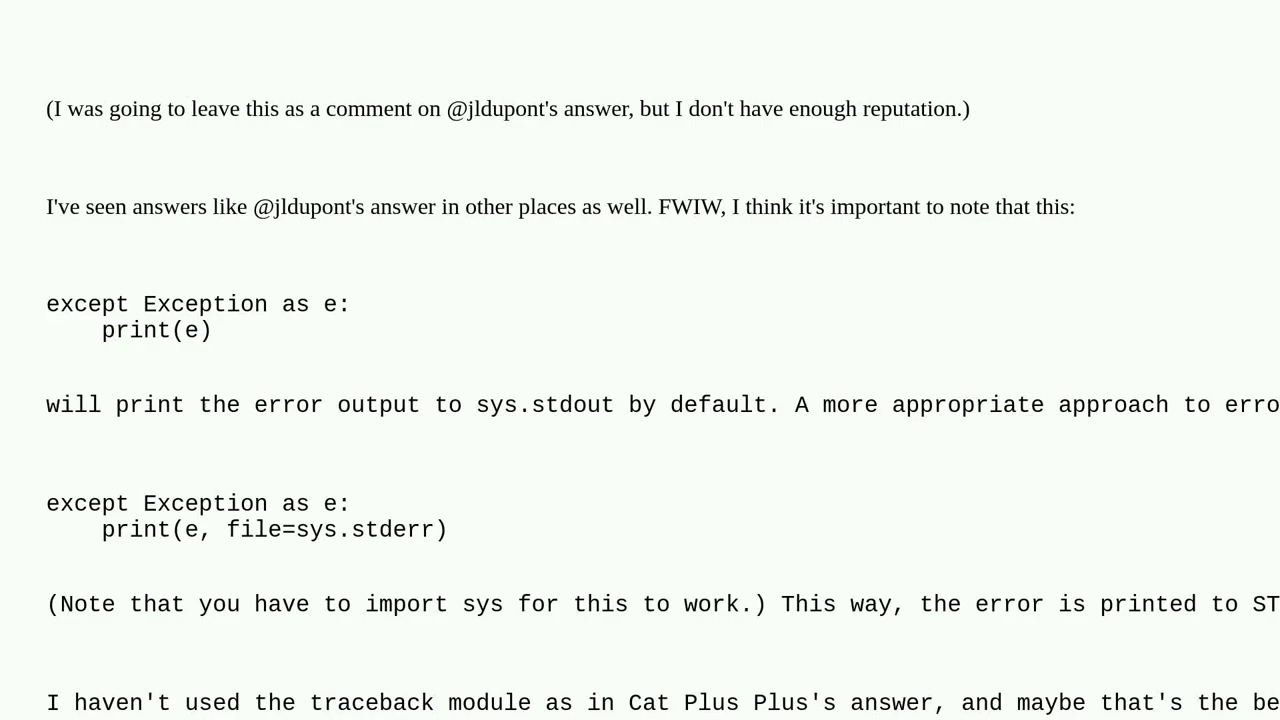 (I was going to leave this as a comment on @jldupont's answer, but I don't have enough reputation.)
I've seen answers like @jldupont's answer in other places as well. FWIW, I think it's important to note that this:
except Exception as e:
    print(e)
will print the error output to sys.stdout by default. A more appropriate approach to erro
except Exception as e:
    print(e, file=sys.stderr)
(Note that you have to import sys for this to work.) This way, the error is printed to ST
I haven't used the traceback module as in Cat Plus Plus's answer, and maybe that's the be